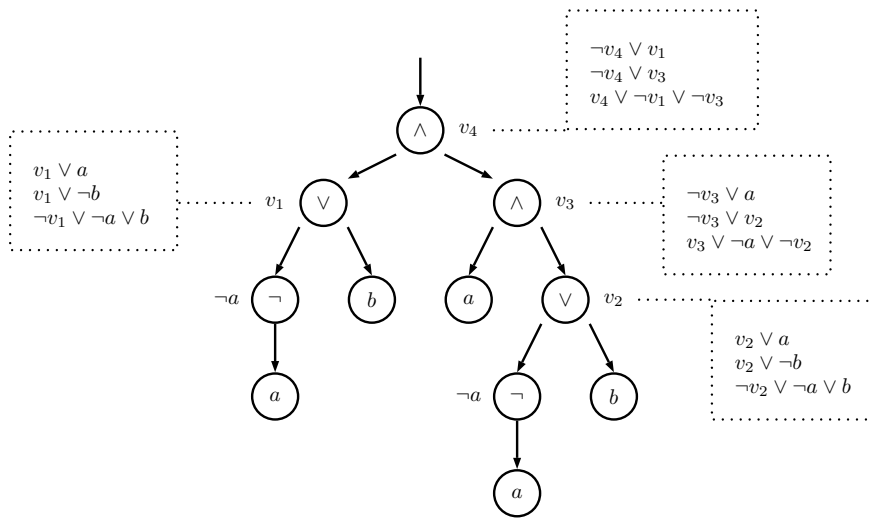 ¬v₄ ∨ v₁
¬v₄ ∨ v₃
v₄ ∨ ¬v₁ ∨ ¬v₃
∧ v₄
v₁ ∨ a
v₁ ∨ ¬b
¬v₁ ∨ ¬a ∨ b
v₁ ∨
∧ v₃
¬v₃ ∨ a
¬v₃ ∨ v₂
v₃ ∨ ¬a ∨ ¬v₂
¬a ¬
b
a
∨ v₂
v₂ ∨ a
v₂ ∨ ¬b
¬v₂ ∨ ¬a ∨ b
a
¬a ¬
b
a